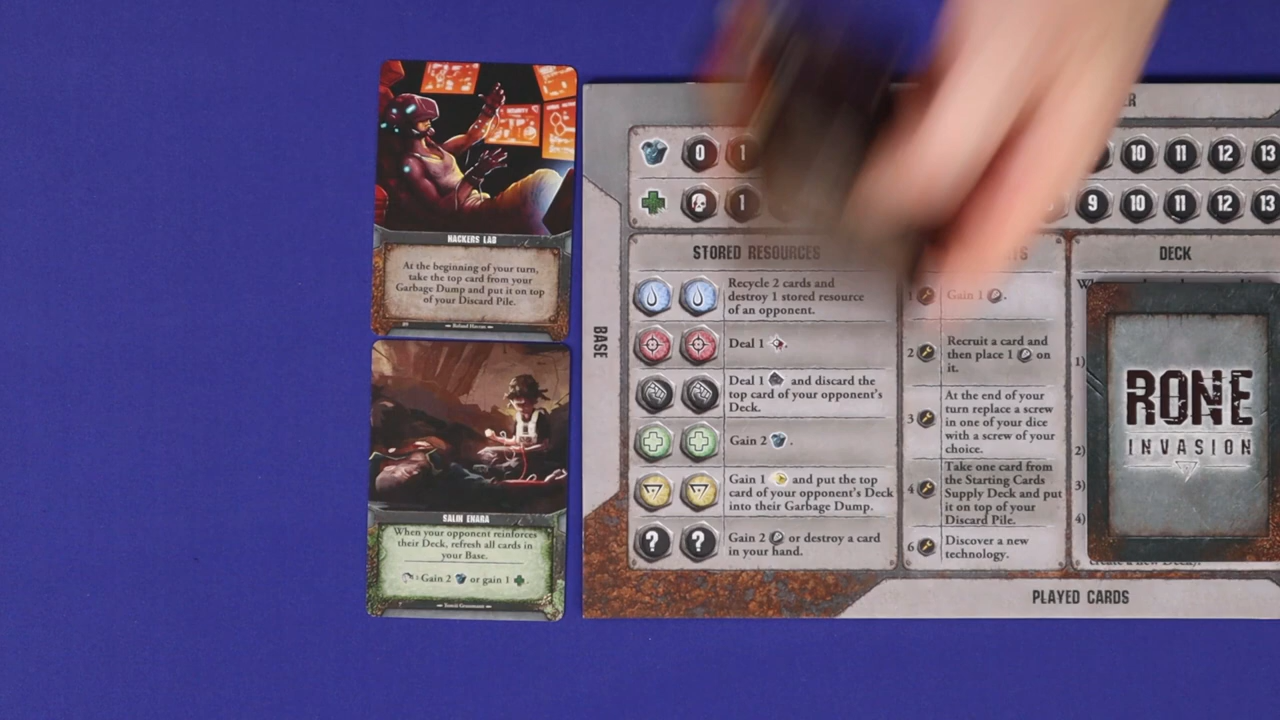 HACKERS LAB
At the beginning of your turn,
take the top card from your
Garbage Dump and put it on top
of your Discard Pile.
SALIN ENARA
When your opponent reinforces
their Deck, refresh all cards in
your Base.
: Gain 2 or gain 1 .
BASE
0 1 10 11 12 13
1 9 10 11 12 13
STORED RESOURCES
Recycle 2 cards and
destroy 1 stored resource
of an opponent.
Deal 1 .
Deal 1 and discard the
top card of your opponent's
Deck.
Gain 2 .
Gain 1 and put the top
card of your opponent's Deck
into their Garbage Dump.
? ?
Gain 2 or destroy a card
in your hand.
1 Gain 1 .
2 Recruit a card and
then place 1 on
it.
3 At the end of your
turn replace a screw
in one of your dice
with a screw of your
choice.
4 Take one card from
the Starting Cards
Supply Deck and put
it on top of your
Discard Pile.
6 Discover a new
technology.
DECK
1)
2)
3)
4)
RONE
INVASION
PLAYED CARDS